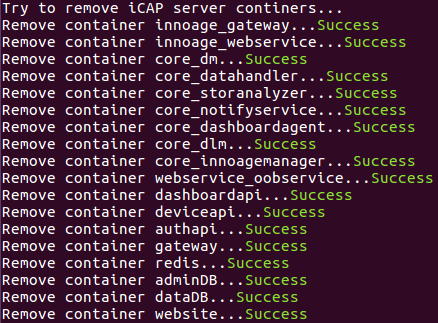 Try to remove iCAP server continers...
Remove container innoage_gateway...Success
Remove container innoage_webservice...Success
Remove container core_dm...Success
Remove container core_datahandler...Success
Remove container core_storanalyzer...Success
Remove container core_notifyservice...Success
Remove container core_dashboardagent...Success
Remove container core_dlm...Success
Remove container core_innoagemanager...Success
Remove container webservice_oobservice...Success
Remove container dashboardapi...Success
Remove container deviceapi...Success
Remove container authapi...Success
Remove container gateway...Success
Remove container redis...Success
Remove container adminDB...Success
Remove container dataDB...Success
Remove container website...Success